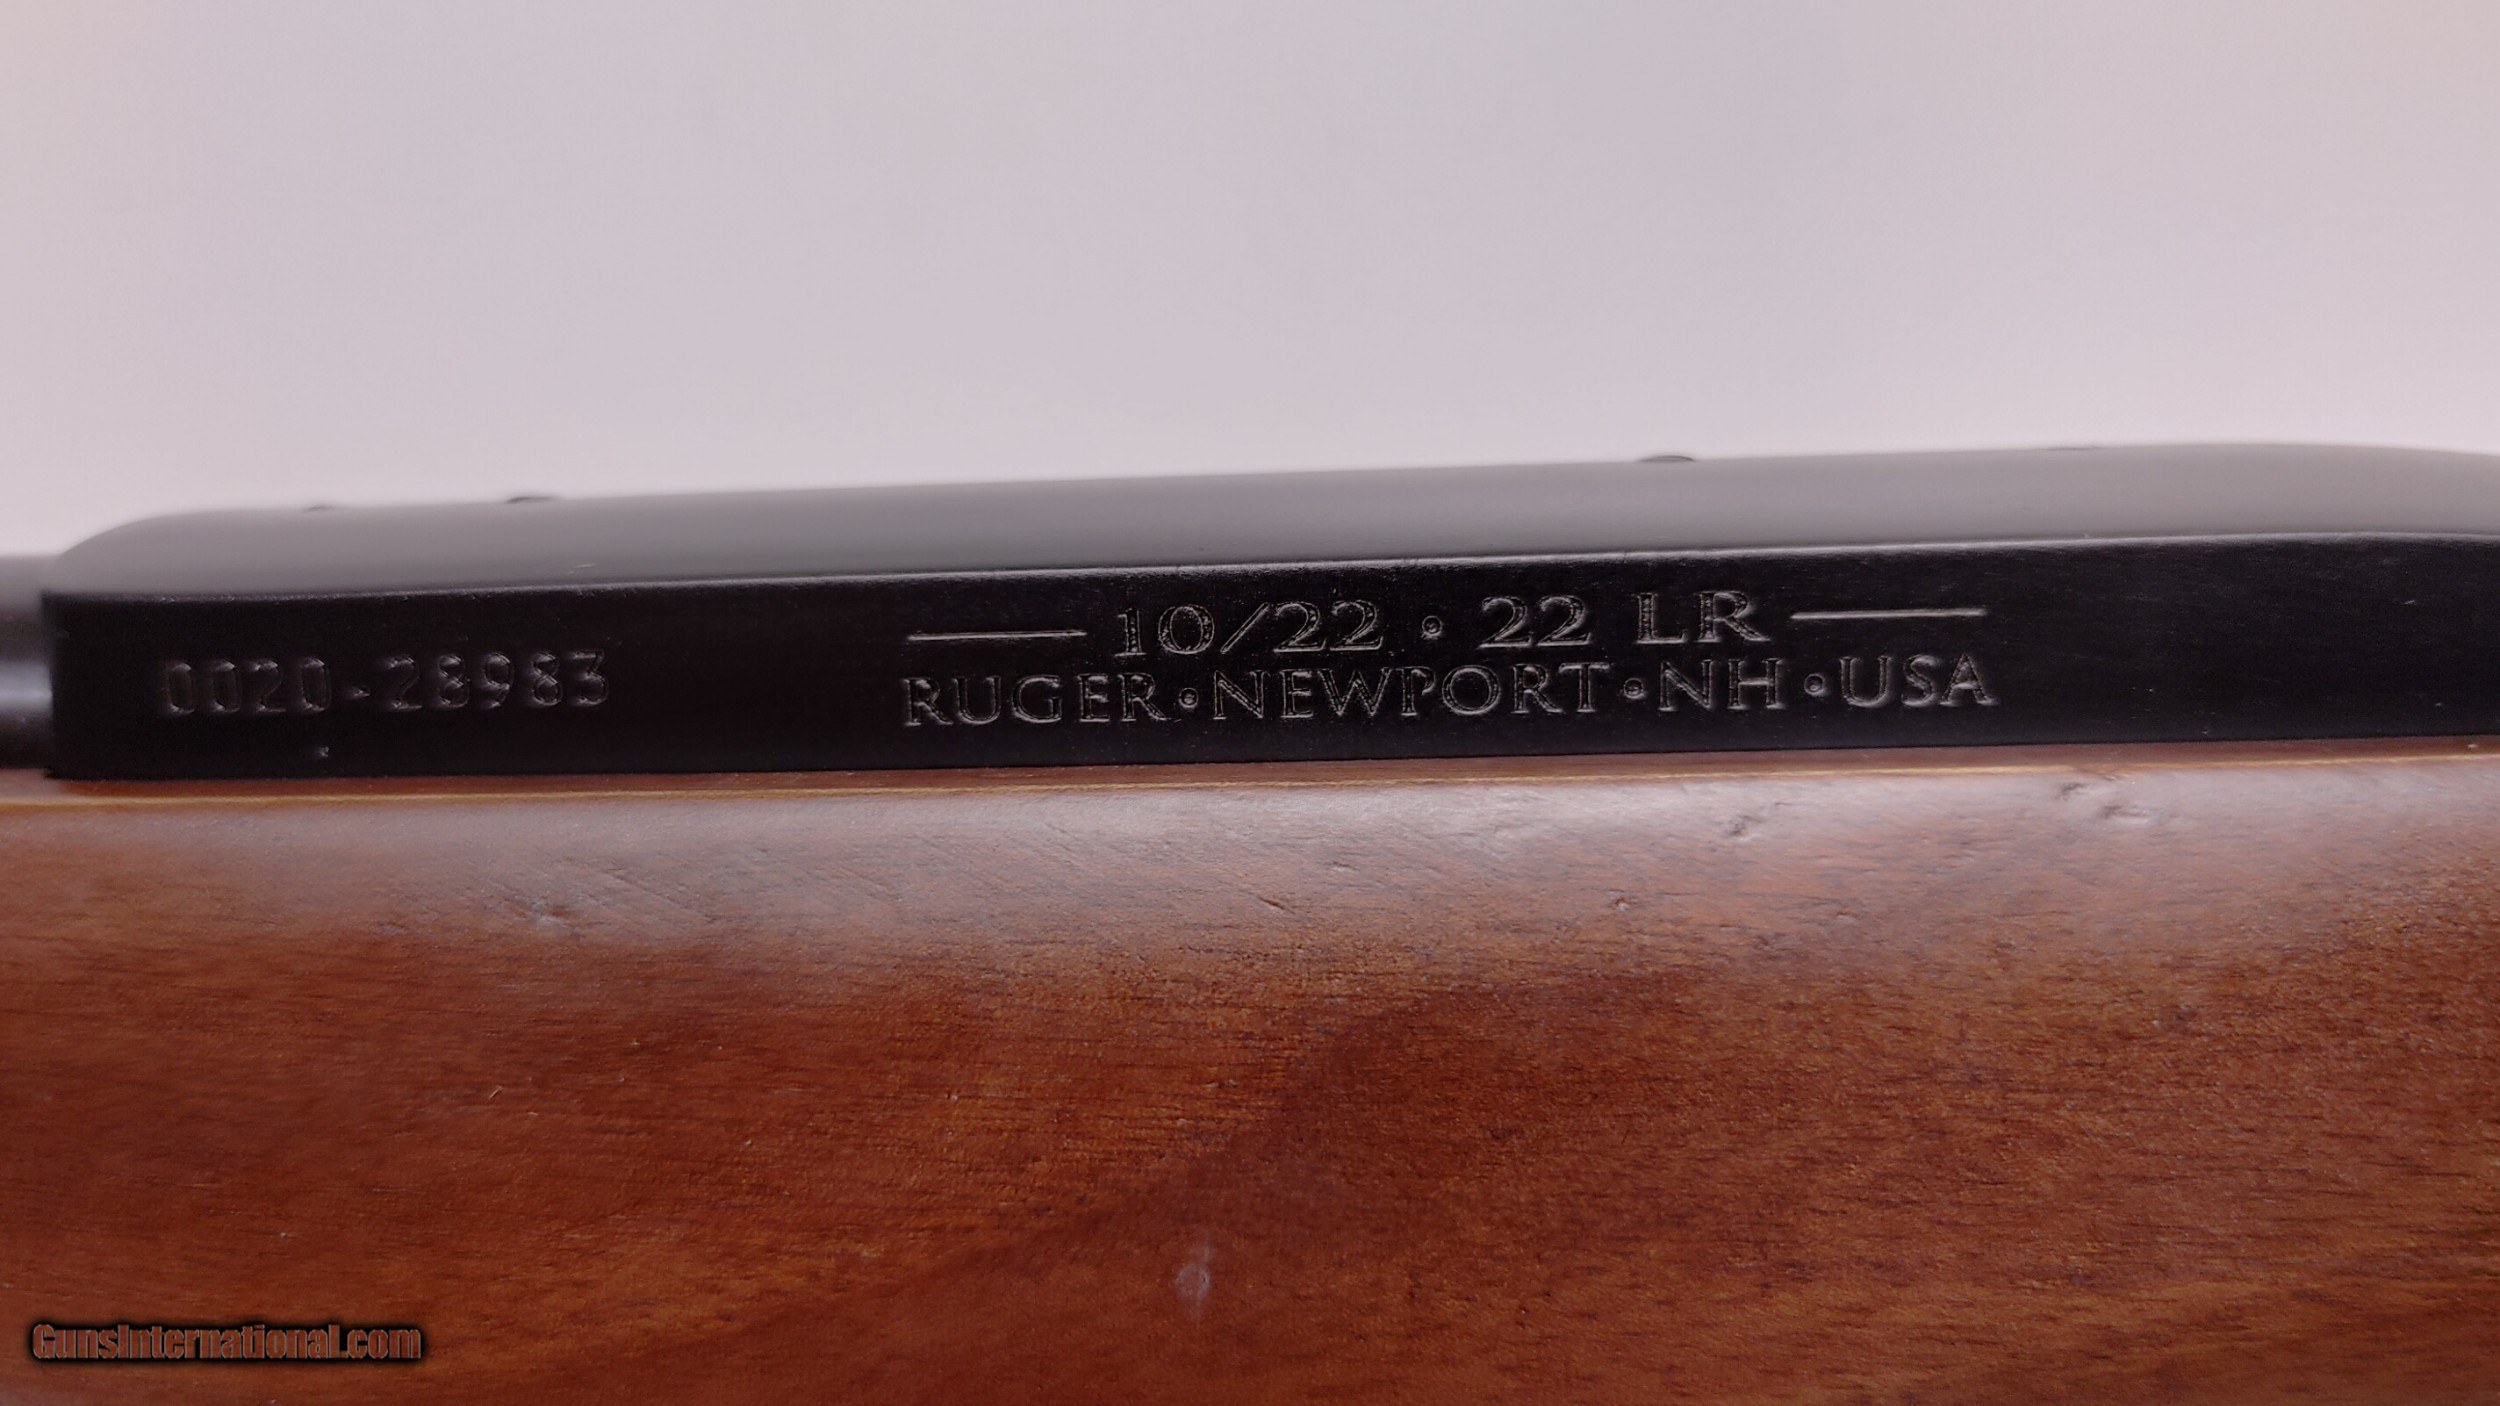 10/22 • 22 LR
0020-28983
RUGER•NEWPORT•NH•USA
GunsInternational.com